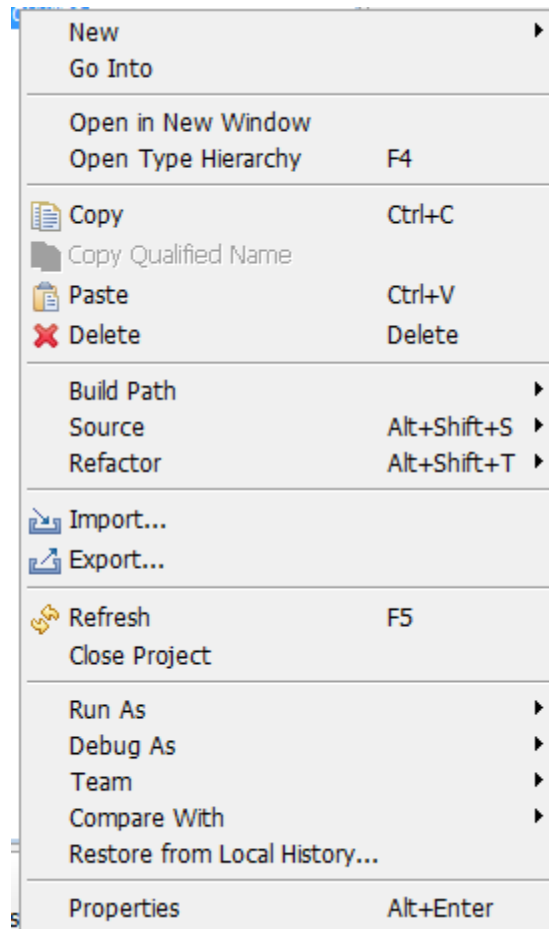 New
Go Into
Open in New Window
Open Type Hierarchy F4
Copy Ctrl+C
Copy Qualified Name
Paste Ctrl+V
Delete Delete
Build Path
Source Alt+Shift+S
Refactor Alt+Shift+T
Import...
Export...
Refresh F5
Close Project
Run As
Debug As
Team
Compare With
Restore from Local History...
Properties Alt+Enter